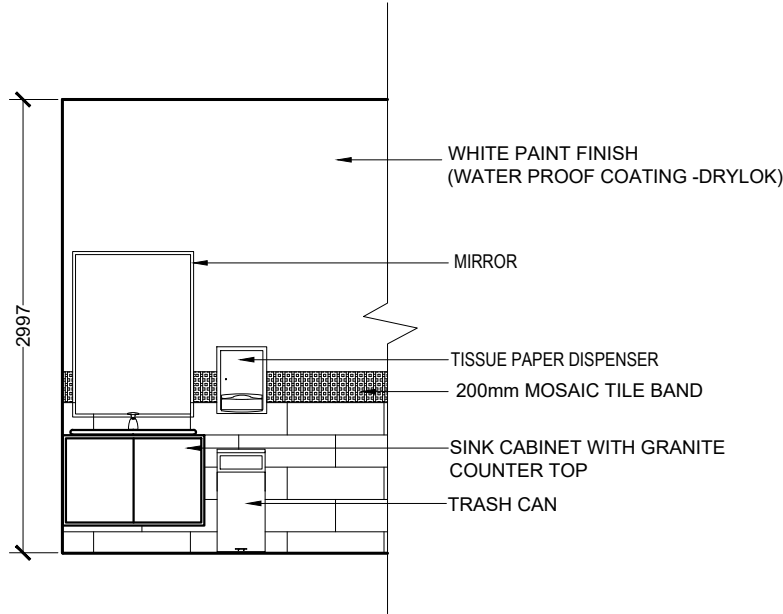 WHITE PAINT FINISH
(WATER PROOF COATING -DRYLOK)
MIRROR
2997
TISSUE PAPER DISPENSER
200mm MOSAIC TILE BAND
SINK CABINET WITH GRANITE
COUNTER TOP
TRASH CAN